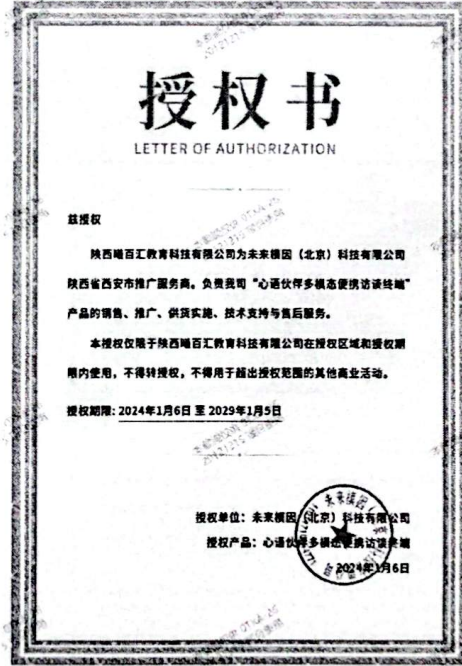 授权书
LETTER OF AUTHORIZATION
兹授权
陕西曦百汇教育科技有限公司为未来模因（北京）科技有限公司
陕西省西安市推广服务商。负责我司“心语伙伴多模态便携访谈终端”
产品的销售、推广、供货实施、技术支持与售后服务。
本授权仅限于陕西曦百汇教育科技有限公司在授权区域和授权期
限内使用，不得转授权，不得用于超出授权范围的其他商业活动。
授权期限：2024年1月6日 至 2029年1月5日
授权单位：未来模因（北京）科技有限公司
授权产品：心语伙伴多模态便携访谈终端
2024年1月6日